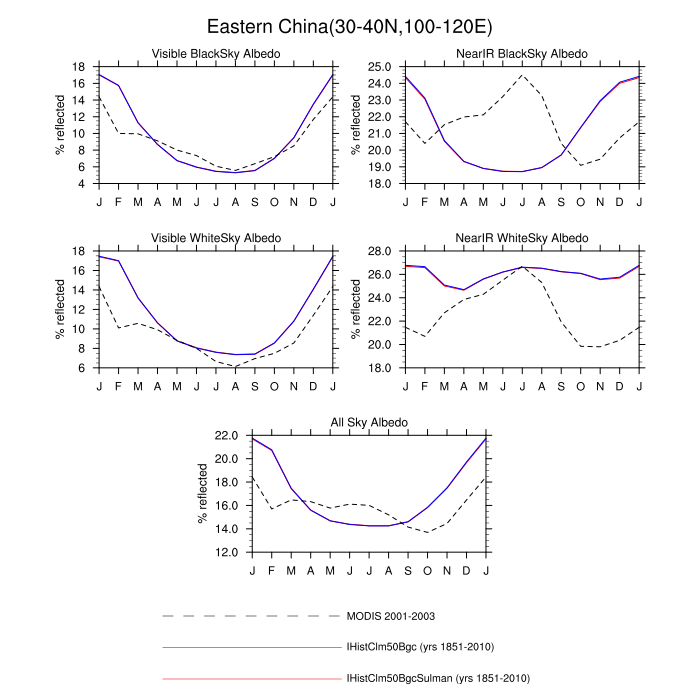 Eastern China(30-40N,100-120E)
Visible BlackSky Albedo
% reflected
18
16
14
12
10
8
6
4
J F M A M J J A S O N D J
NearIR BlackSky Albedo
% reflected
25.0
24.0
23.0
22.0
21.0
20.0
19.0
18.0
J F M A M J J A S O N D J
Visible WhiteSky Albedo
% reflected
18
16
14
12
10
8
6
J F M A M J J A S O N D J
NearIR WhiteSky Albedo
% reflected
28.0
26.0
24.0
22.0
20.0
18.0
J F M A M J J A S O N D J
All Sky Albedo
% reflected
22.0
20.0
18.0
16.0
14.0
12.0
J F M A M J J A S O N D J
MODIS 2001-2003
IHistClm50Bgc (yrs 1851-2010)
IHistClm50BgcSulman (yrs 1851-2010)